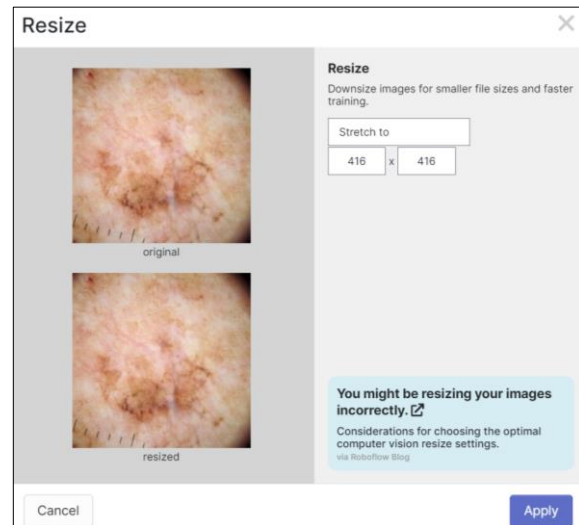 Resize
original
resized
Resize
Downsize images for smaller file sizes and faster
training.
Stretch to
416 x 416
You might be resizing your images
incorrectly.
Considerations for choosing the optimal
computer vision resize settings.
via Roboflow Blog
Cancel
Apply